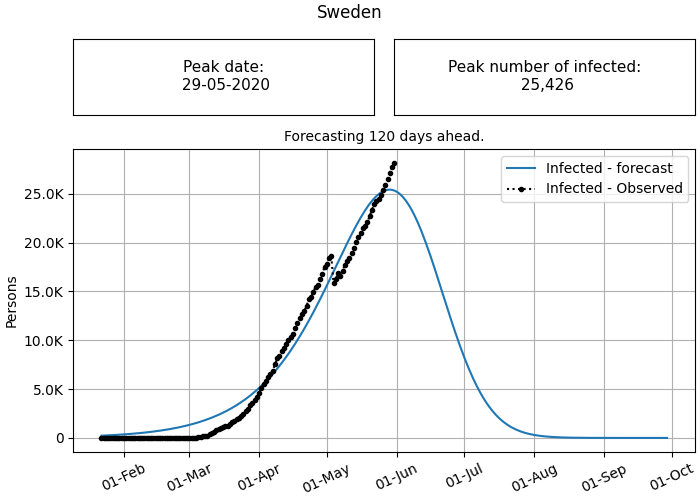 Sweden
Peak date:
29-05-2020
Peak number of infected:
25,426
Forecasting 120 days ahead.
Infected - forecast
Infected - Observed
Persons
25.0K
20.0K
15.0K
10.0K
5.0K
0
01-Feb
01-Mar
01-Apr
01-May
01-Jun
01-Jul
01-Aug
01-Sep
01-Oct